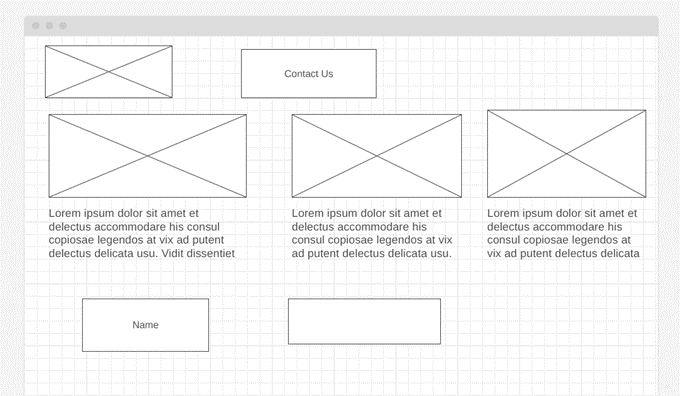 Contact Us
Lorem ipsum dolor sit amet et
delectus accommodare his consul
copiosae legendos at vix ad putent
delectus delicata usu. Vidit dissentiet
Lorem ipsum dolor sit amet et
delectus accommodare his
consul copiosae legendos at vix
ad putent delectus delicata usu.
Lorem ipsum dolor sit amet et
delectus accommodare his
consul copiosae legendos at
vix ad putent delectus delicata
Name